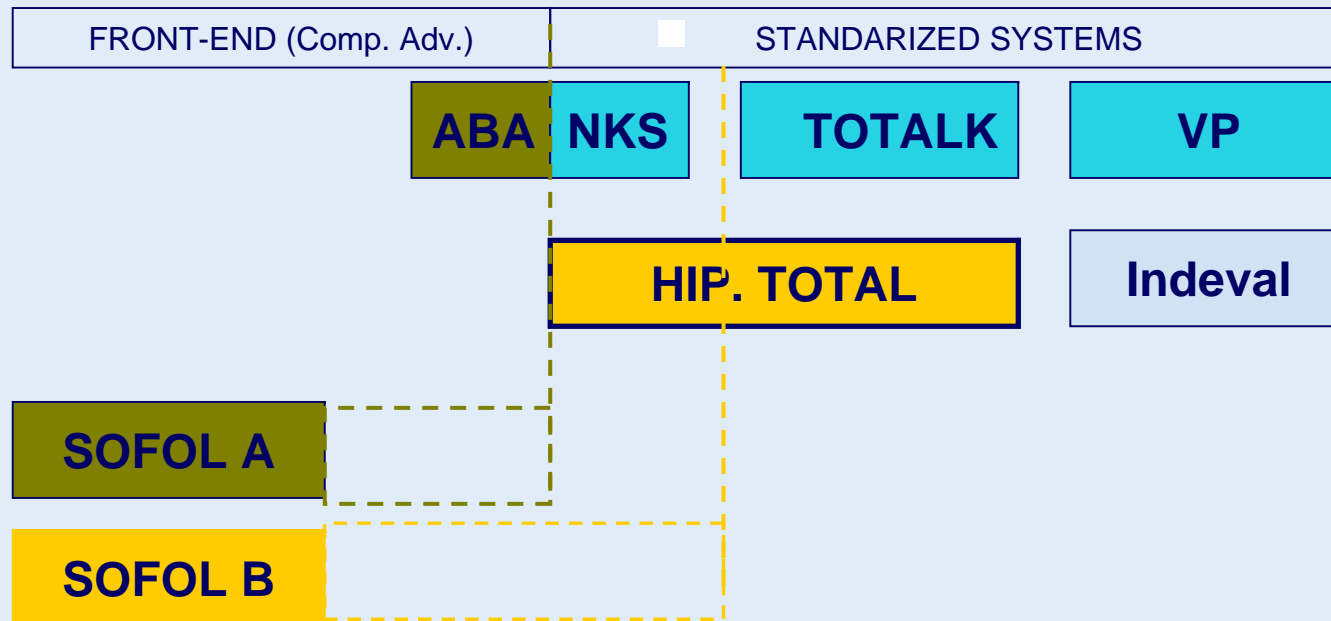 FRONT-END (Comp. Adv.)
STANDARIZED SYSTEMS
ABA
NKS
TOTALK
VP
HIP. TOTAL
Indeval
SOFOL A
SOFOL B